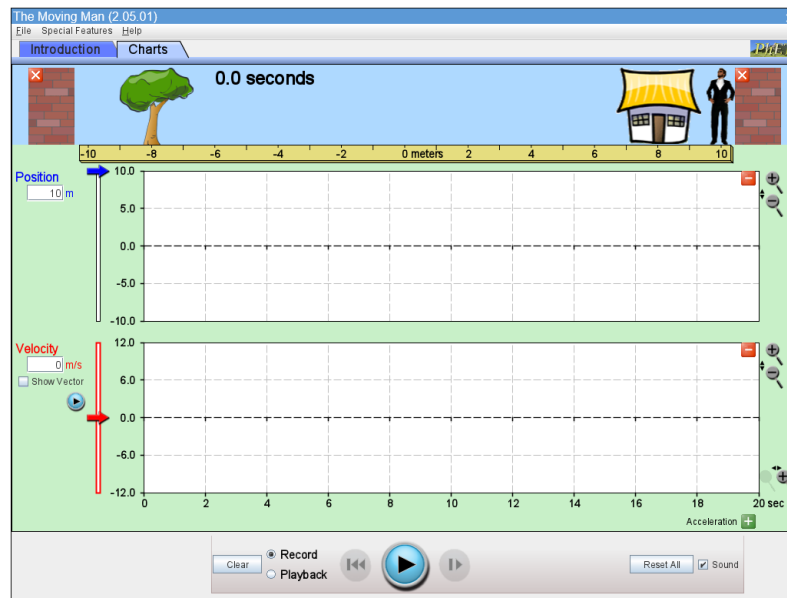 The Moving Man (2.05.01)
File Special Features Help
Introduction Charts
PhET
0.0 seconds
-10 -8 -6 -4 -2 0 meters 2 4 6 8 10
Position
10 m
10.0
5.0
0.0
-5.0
-10.0
Velocity
0 m/s
Show Vector
12.0
6.0
0.0
-6.0
-12.0
0 2 4 6 8 10 12 14 16 18 20 sec
Acceleration
Clear
Record
Playback
Reset All
Sound